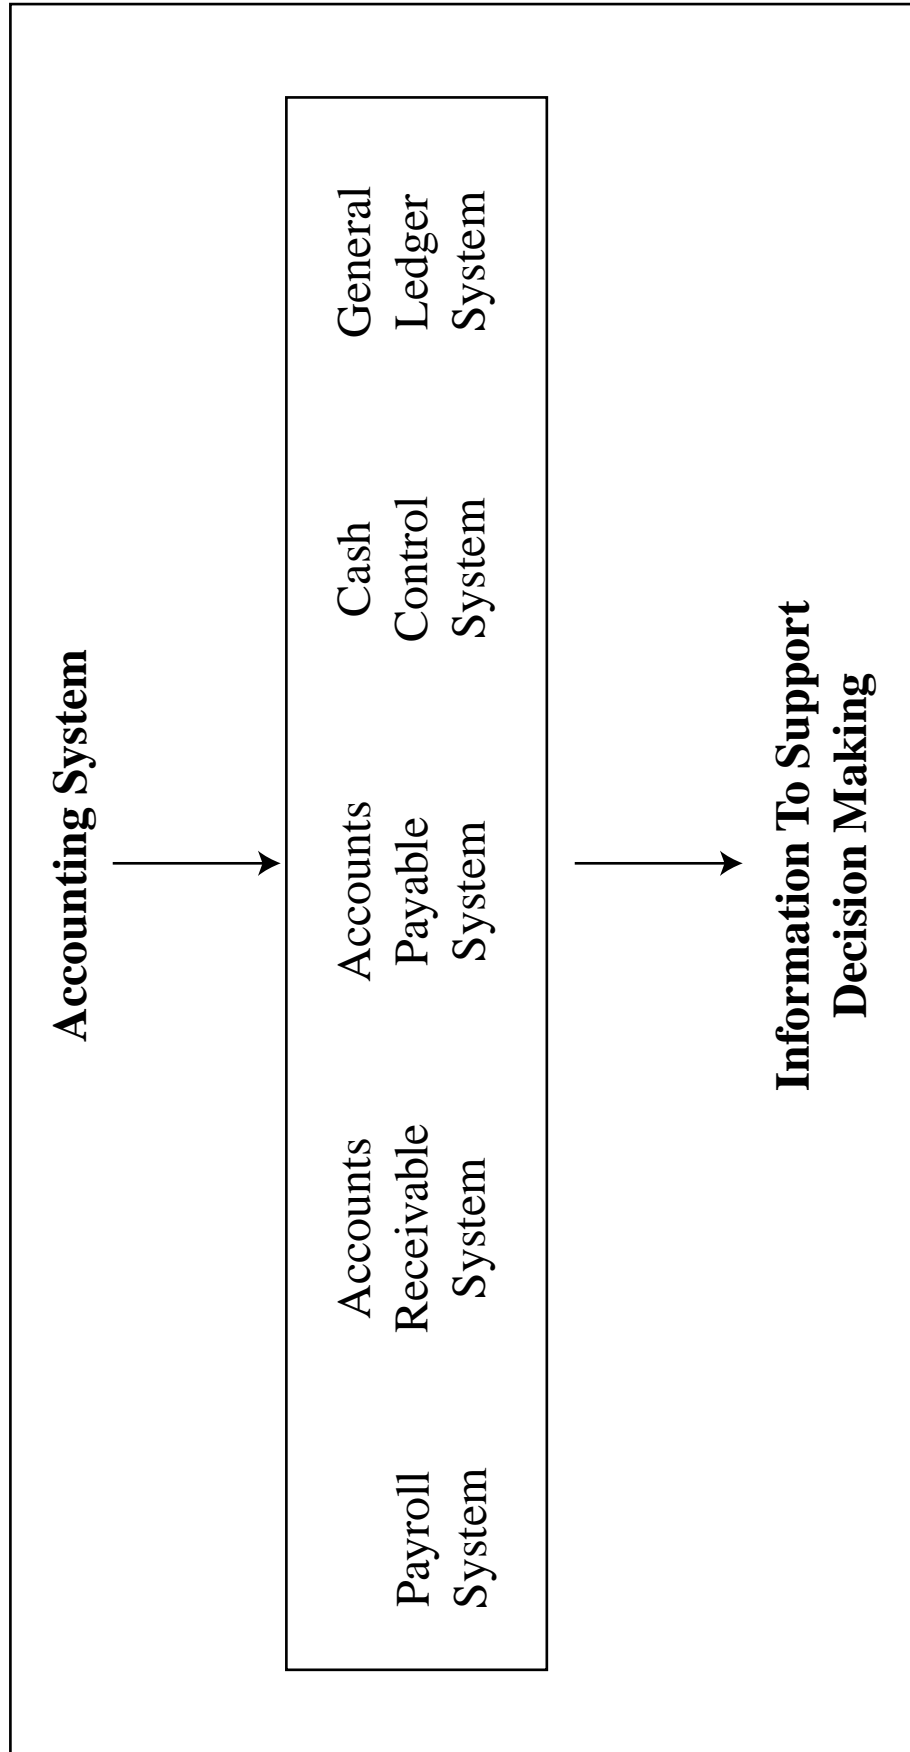 Accounting System
Payroll
System
Accounts
Receivable
System
Accounts
Payable
System
Cash
Control
System
General
Ledger
System
Information To Support
Decision Making